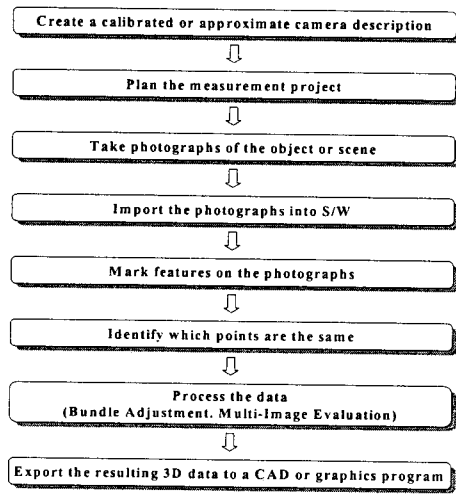 Create a calibrated or approximate camera description
Plan the measurement project
Take photographs of the object or scene
Import the photographs into S/W
Mark features on the photographs
Identify which points are the same
Process the data
(Bundle Adjustment. Multi-Image Evaluation)
Export the resulting 3D data to a CAD or graphics program